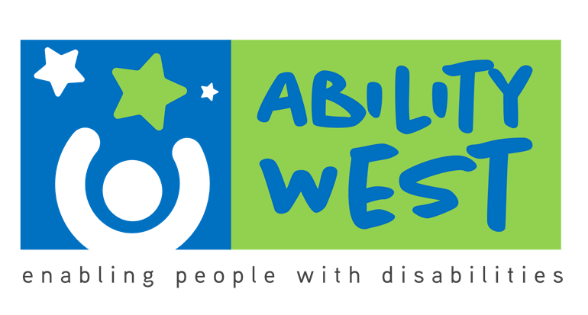 ABILITY
WEST
enabling people with disabilities